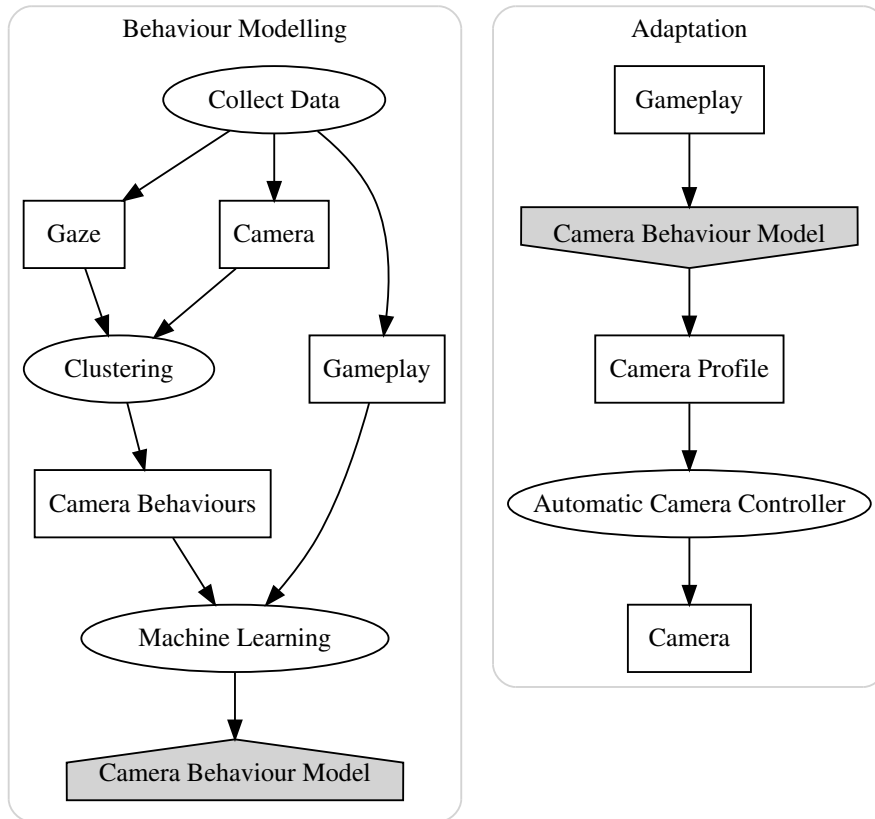 Behaviour Modelling
Collect Data
Gaze
Camera
Clustering
Gameplay
Camera Behaviours
Machine Learning
Camera Behaviour Model
Adaptation
Gameplay
Camera Behaviour Model
Camera Profile
Automatic Camera Controller
Camera